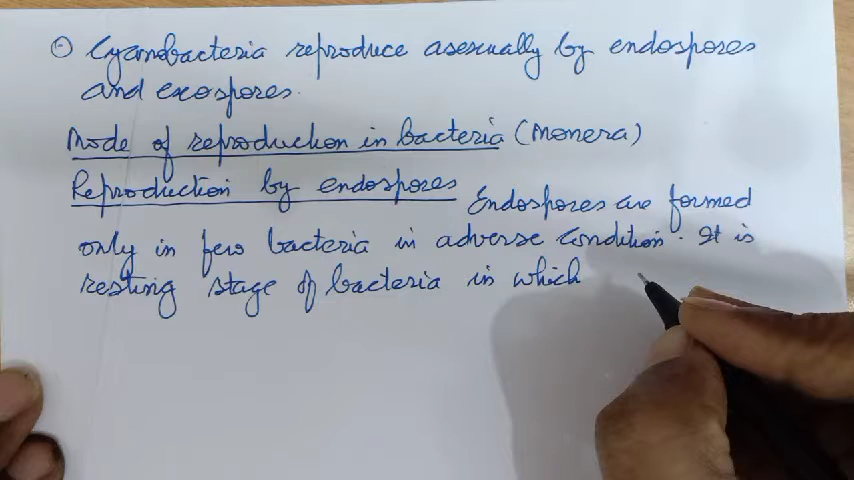 Cyanobacteria reproduce asexually by endospores
and exospores.
Mode of reproduction in bacteria (Monera)
Reproduction by endospores Endospores are formed
only in few bacteria in adverse condition. It is
resting stage of bacteria in which